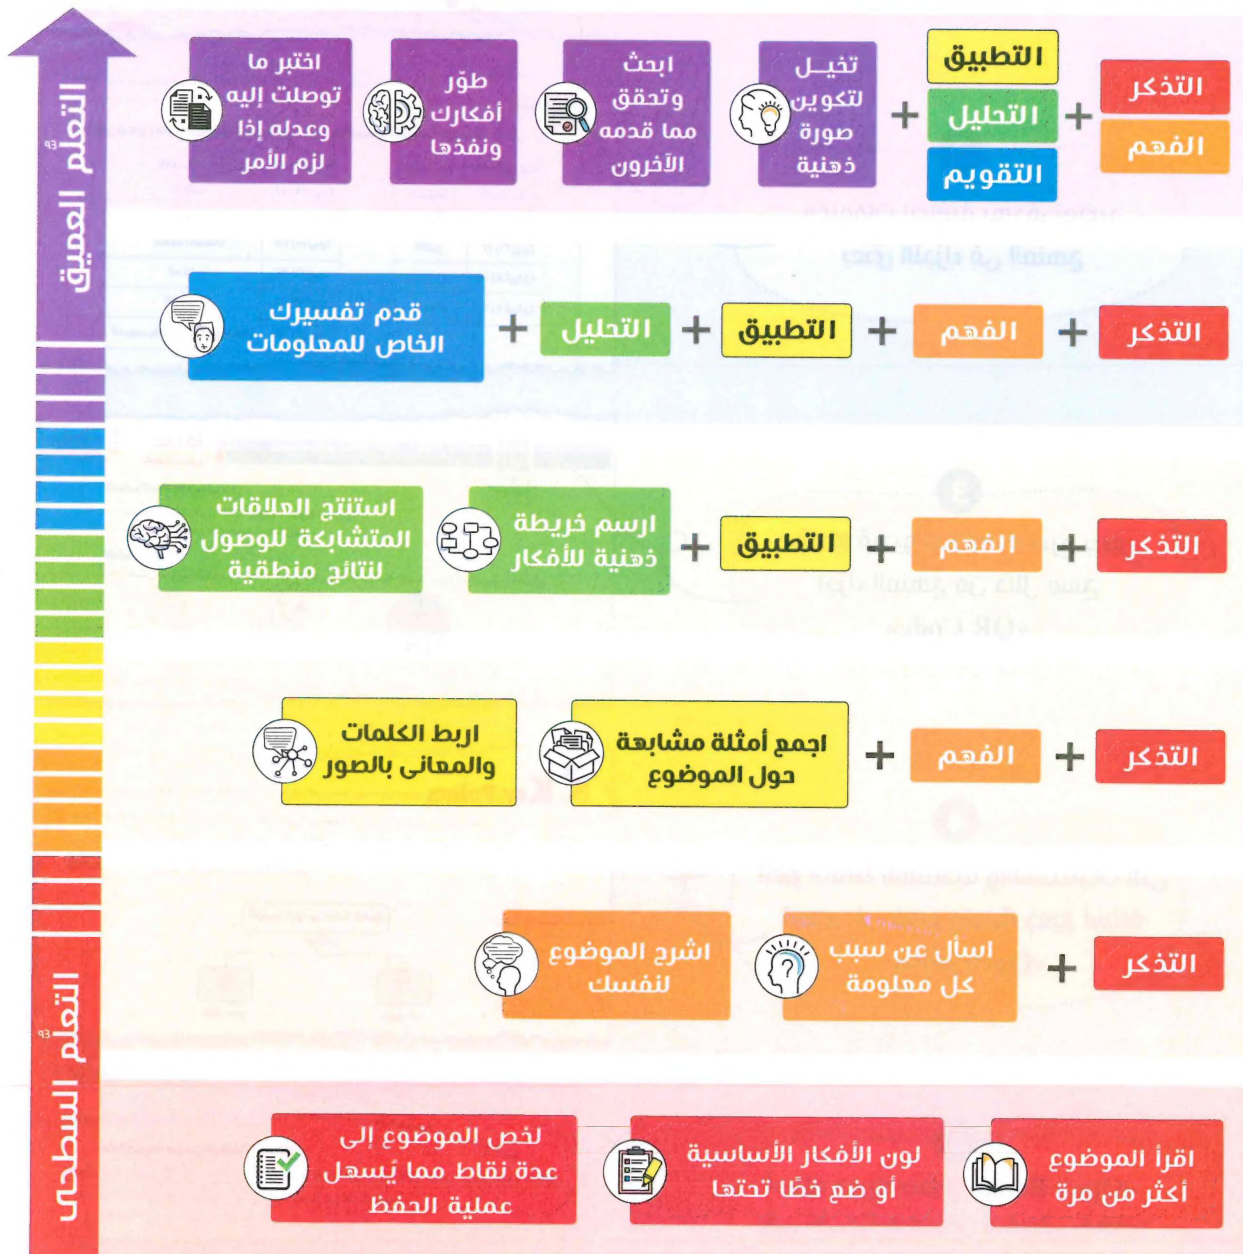 التذكر
الفهم
+
التطبيق
التحليل
التقويم
+
تخيل
لتكوين
صورة
ذهنية
ابحث
وتحقق
مما قدمه
الآخرون
طوّر
أفكارك
ونفذها
اختبر ما
توصلت إليه
وعدله إذا
لزم الأمر
التعلم العميق
التذكر + الفهم + التطبيق + التحليل +
قدم تفسيرك
الخاص للمعلومات
التذكر + الفهم + التطبيق +
ارسم خريطة
ذهنية للأفكار
استنتج العلاقات
المتشابكة للوصول
لنتائج منطقية
التذكر + الفهم +
اجمع أمثلة مشابهة
حول الموضوع
اربط الكلمات
والمعانى بالصور
التذكر +
اسأل عن سبب
كل معلومة
اشرح الموضوع
لنفسك
التعلم السطحى
اقرأ الموضوع
أكثر من مرة
لون الأفكار الأساسية
أو ضع خطًا تحتها
لخص الموضوع إلى
عدة نقاط مما يُسهل
عملية الحفظ